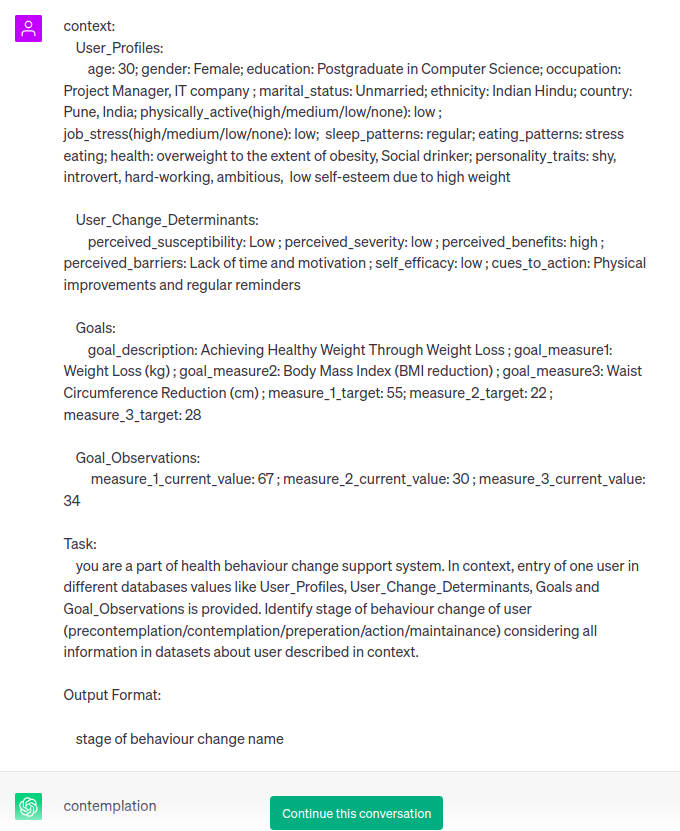 context:
User_Profiles:
age: 30; gender: Female; education: Postgraduate in Computer Science; occupation:
Project Manager, IT company ; marital_status: Unmarried; ethnicity: Indian Hindu; country:
Pune, India; physically_active(high/medium/low/none): low ;
job_stress(high/medium/low/none): low;  sleep_patterns: regular; eating_patterns: stress
eating; health: overweight to the extent of obesity, Social drinker; personality_traits: shy,
introvert, hard-working, ambitious,  low self-esteem due to high weight
User_Change_Determinants:
perceived_susceptibility: Low ; perceived_severity: low ; perceived_benefits: high ;
perceived_barriers: Lack of time and motivation ; self_efficacy: low ; cues_to_action: Physical
improvements and regular reminders
Goals:
goal_description: Achieving Healthy Weight Through Weight Loss ; goal_measure1:
Weight Loss (kg) ; goal_measure2: Body Mass Index (BMI reduction) ; goal_measure3: Waist
Circumference Reduction (cm) ; measure_1_target: 55; measure_2_target: 22 ;
measure_3_target: 28
Goal_Observations:
measure_1_current_value: 67 ; measure_2_current_value: 30 ; measure_3_current_value:
34
Task:
you are a part of health behaviour change support system. In context, entry of one user in
different databases values like User_Profiles, User_Change_Determinants, Goals and
Goal_Observations is provided. Identify stage of behaviour change of user
(precontemplation/contemplation/preperation/action/maintainance) considering all
information in datasets about user described in context.
Output Format:
stage of behaviour change name
contemplation
Continue this conversation